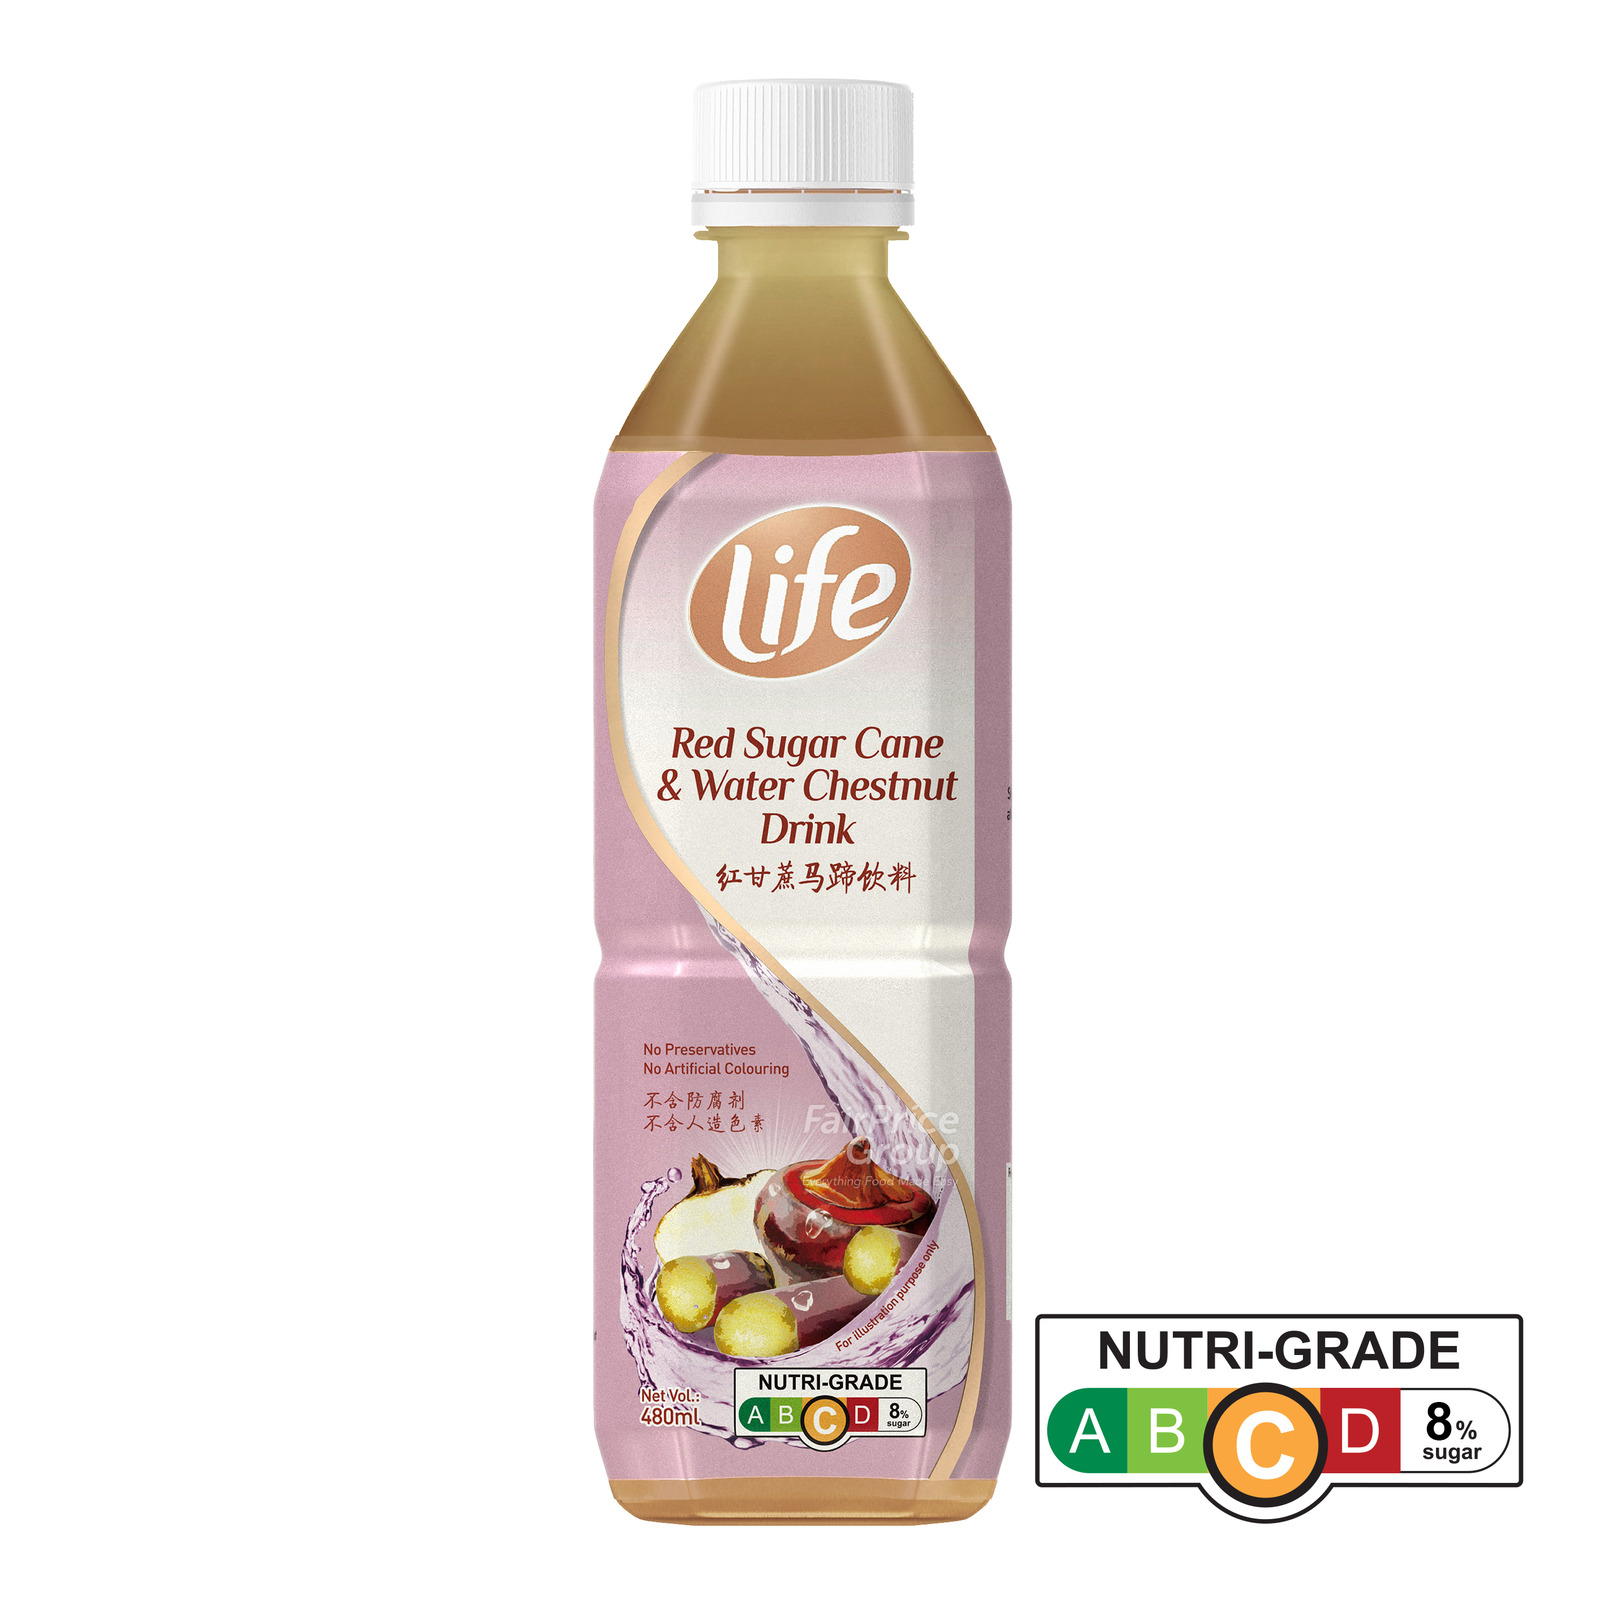 Life
Red Sugar Cane
& Water Chestnut
Drink
红甘蔗马蹄饮料
No Preservatives
No Artificial Colouring
不含防腐剂
不含人造色素
FairPrice
Group
Everything Food Made Easy
For illustration purpose only
Net Vol.:
480ml
NUTRI-GRADE
A B C D 8% sugar
NUTRI-GRADE
A B C D 8%
sugar